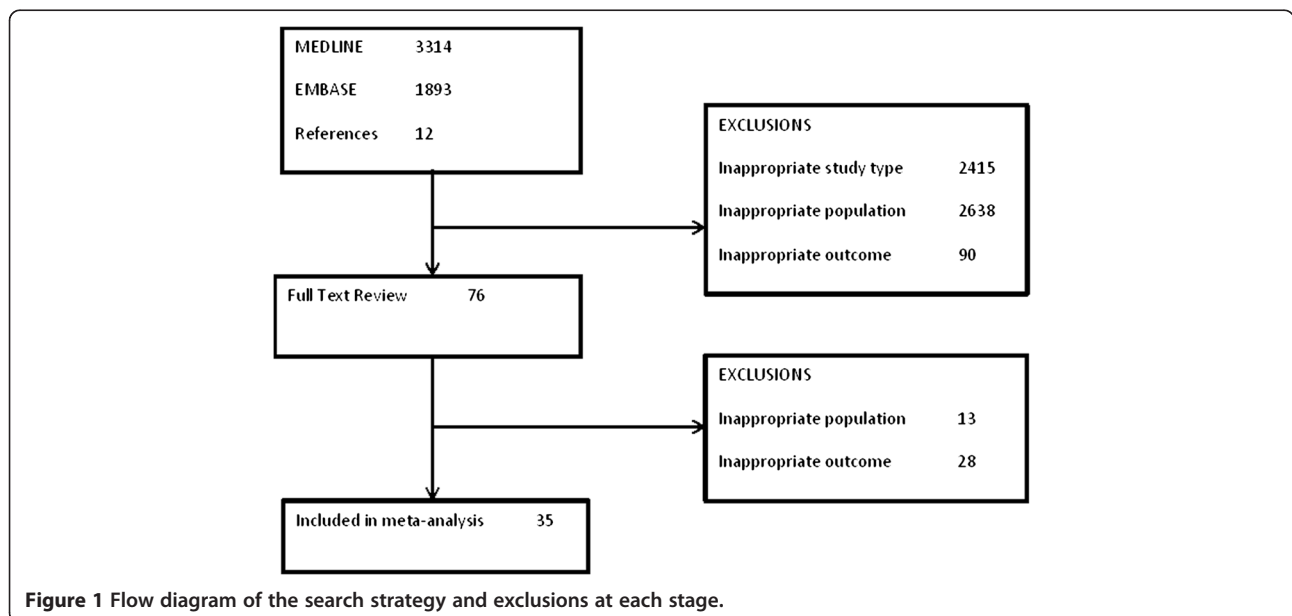 MEDLINE 3314
EMBASE 1893
References 12
EXCLUSIONS
Inappropriate study type 2415
Inappropriate population 2638
Inappropriate outcome 90
Full Text Review 76
EXCLUSIONS
Inappropriate population 13
Inappropriate outcome 28
Included in meta-analysis 35
Figure 1 Flow diagram of the search strategy and exclusions at each stage.